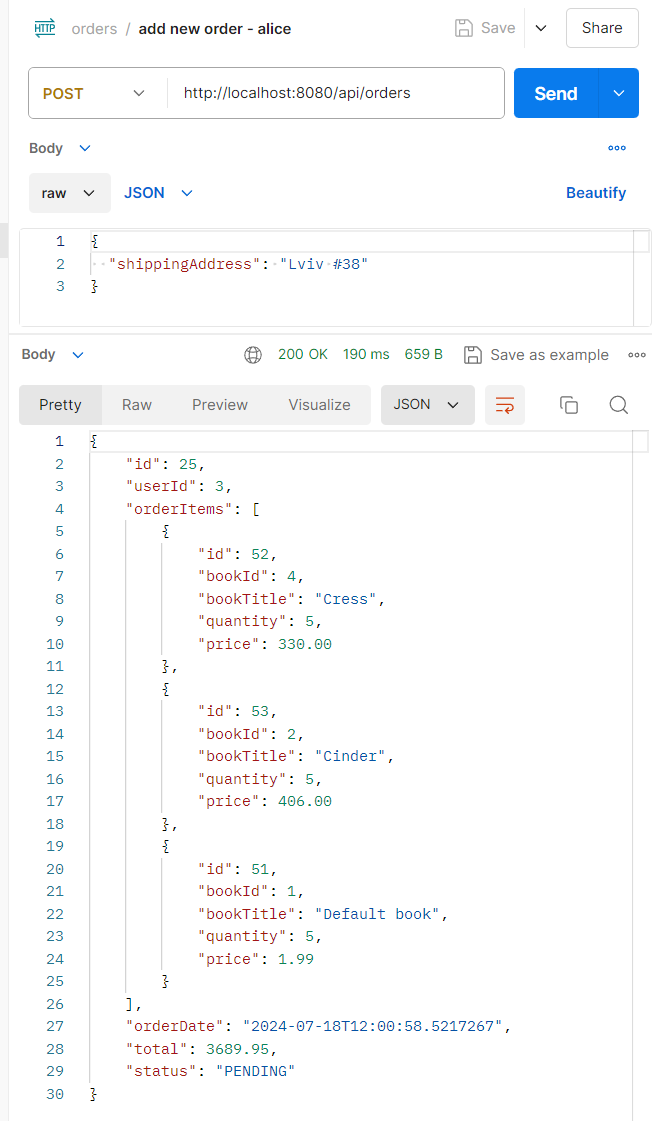 HTTP orders / add new order - alice Save Share
POST http://localhost:8080/api/orders Send
Body
raw JSON Beautify
1 {
2 "shippingAddress": "Lviv #38"
3 }
Body 200 OK 190 ms 659 B Save as example
Pretty Raw Preview Visualize JSON
1 {
2 "id": 25,
3 "userId": 3,
4 "orderItems": [
5 {
6 "id": 52,
7 "bookId": 4,
8 "bookTitle": "Cress",
9 "quantity": 5,
10 "price": 330.00
11 },
12 {
13 "id": 53,
14 "bookId": 2,
15 "bookTitle": "Cinder",
16 "quantity": 5,
17 "price": 406.00
18 },
19 {
20 "id": 51,
21 "bookId": 1,
22 "bookTitle": "Default book",
23 "quantity": 5,
24 "price": 1.99
25 }
26 ],
27 "orderDate": "2024-07-18T12:00:58.5217267",
28 "total": 3689.95,
29 "status": "PENDING"
30 }